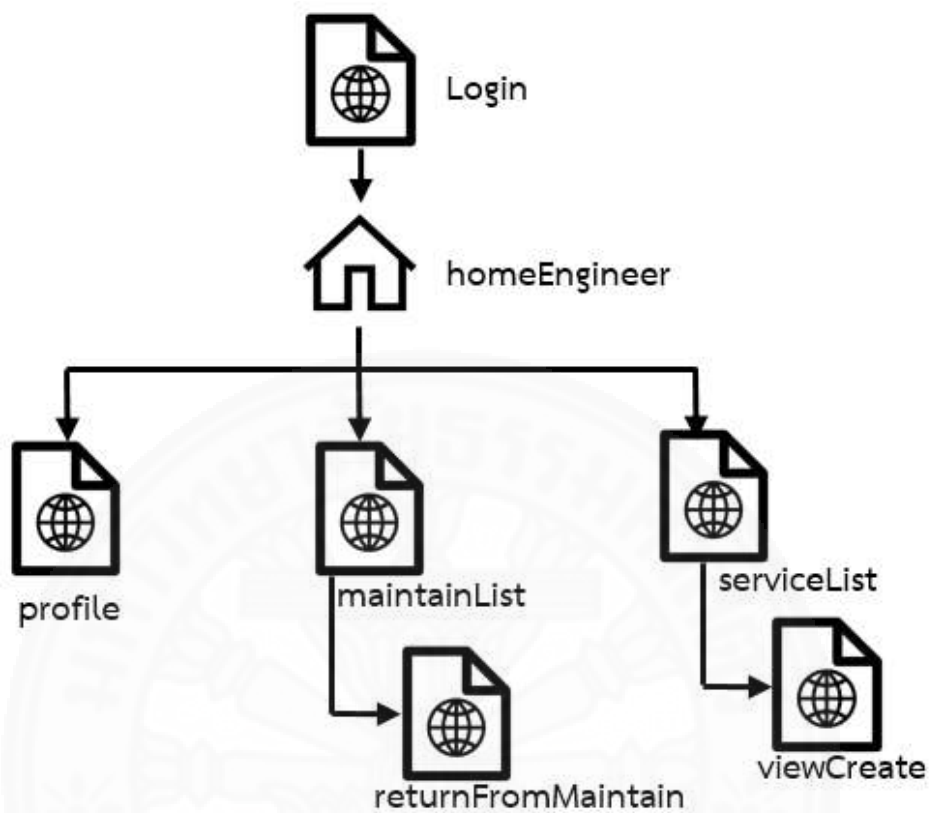 Login
homeEngineer
profile
maintainList
serviceList
returnFromMaintain
viewCreate